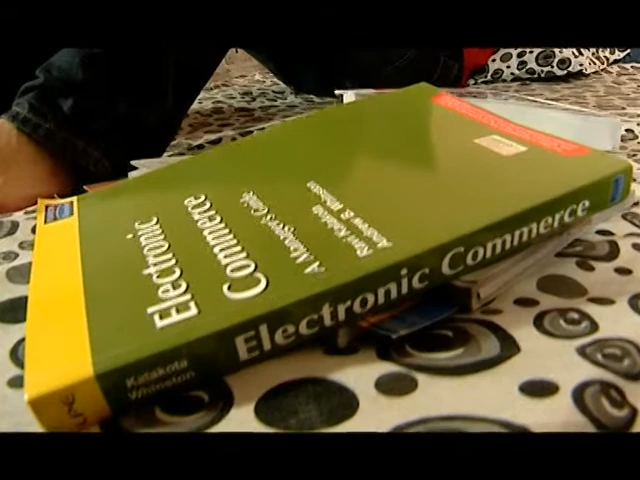 Electronic
Commerce
A Manager's Guide
Ravi Kalakota
Andrew B. Whinston
Electronic Commerce
Kalakota
Whinston